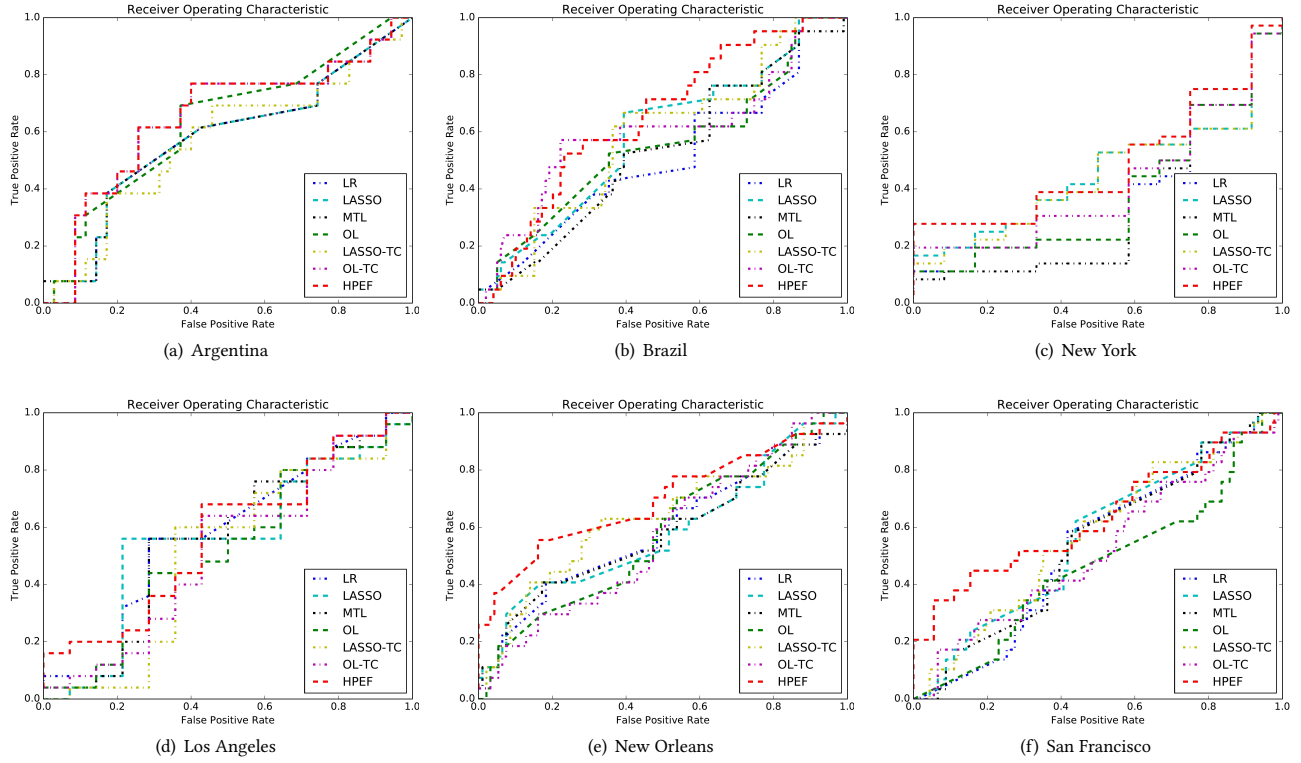 Receiver Operating Characteristic
1.0
0.8
0.6
0.4
0.2
0.0
True Positive Rate
LR
LASSO
MTL
OL
LASSO-TC
OL-TC
HPEF
0.0 0.2 0.4 0.6 0.8 1.0
False Positive Rate
(a) Argentina
Receiver Operating Characteristic
1.0
0.8
0.6
0.4
0.2
0.0
True Positive Rate
LR
LASSO
MTL
OL
LASSO-TC
OL-TC
HPEF
0.0 0.2 0.4 0.6 0.8 1.0
False Positive Rate
(b) Brazil
Receiver Operating Characteristic
1.0
0.8
0.6
0.4
0.2
0.0
True Positive Rate
LR
LASSO
MTL
OL
LASSO-TC
OL-TC
HPEF
0.0 0.2 0.4 0.6 0.8 1.0
False Positive Rate
(c) New York
Receiver Operating Characteristic
1.0
0.8
0.6
0.4
0.2
0.0
True Positive Rate
LR
LASSO
MTL
OL
LASSO-TC
OL-TC
HPEF
0.0 0.2 0.4 0.6 0.8 1.0
False Positive Rate
(d) Los Angeles
Receiver Operating Characteristic
1.0
0.8
0.6
0.4
0.2
0.0
True Positive Rate
LR
LASSO
MTL
OL
LASSO-TC
OL-TC
HPEF
0.0 0.2 0.4 0.6 0.8 1.0
False Positive Rate
(e) New Orleans
Receiver Operating Characteristic
1.0
0.8
0.6
0.4
0.2
0.0
True Positive Rate
LR
LASSO
MTL
OL
LASSO-TC
OL-TC
HPEF
0.0 0.2 0.4 0.6 0.8 1.0
False Positive Rate
(f) San Francisco